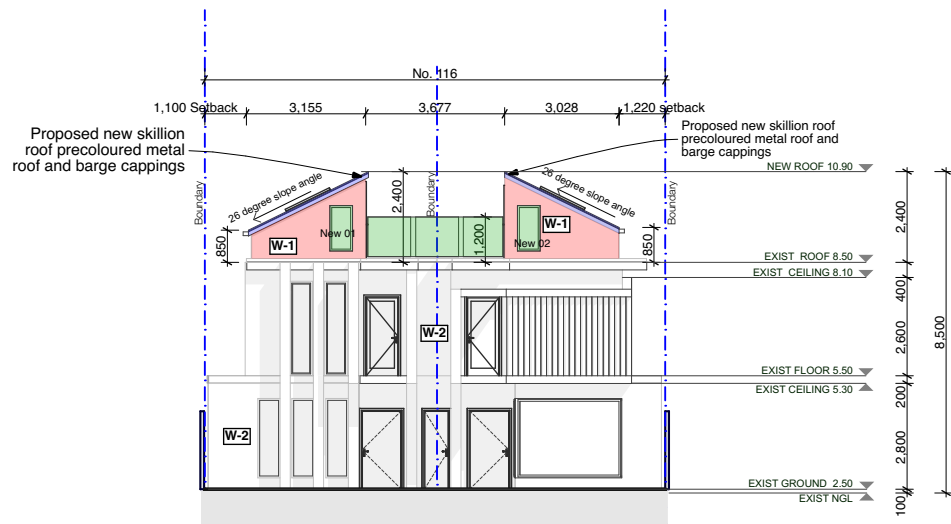 No. 116
1,100 Setback
3,155
3,677
3,028
1,220 setback
Proposed new skillion
roof precoloured metal
roof and barge cappings
Proposed new skillion roof
precoloured metal roof and
barge cappings
NEW ROOF 10.90
Boundary
26 degree slope angle
2,400
Boundary
26 degree slope angle
Boundary
2,400
850
W-1
New 01
1,200
New 02
W-1
850
EXIST ROOF 8.50
EXIST CEILING 8.10
400
8,500
W-2
2,600
EXIST FLOOR 5.50
EXIST CEILING 5.30
200
W-2
2,800
EXIST GROUND 2.50
EXIST NGL
100